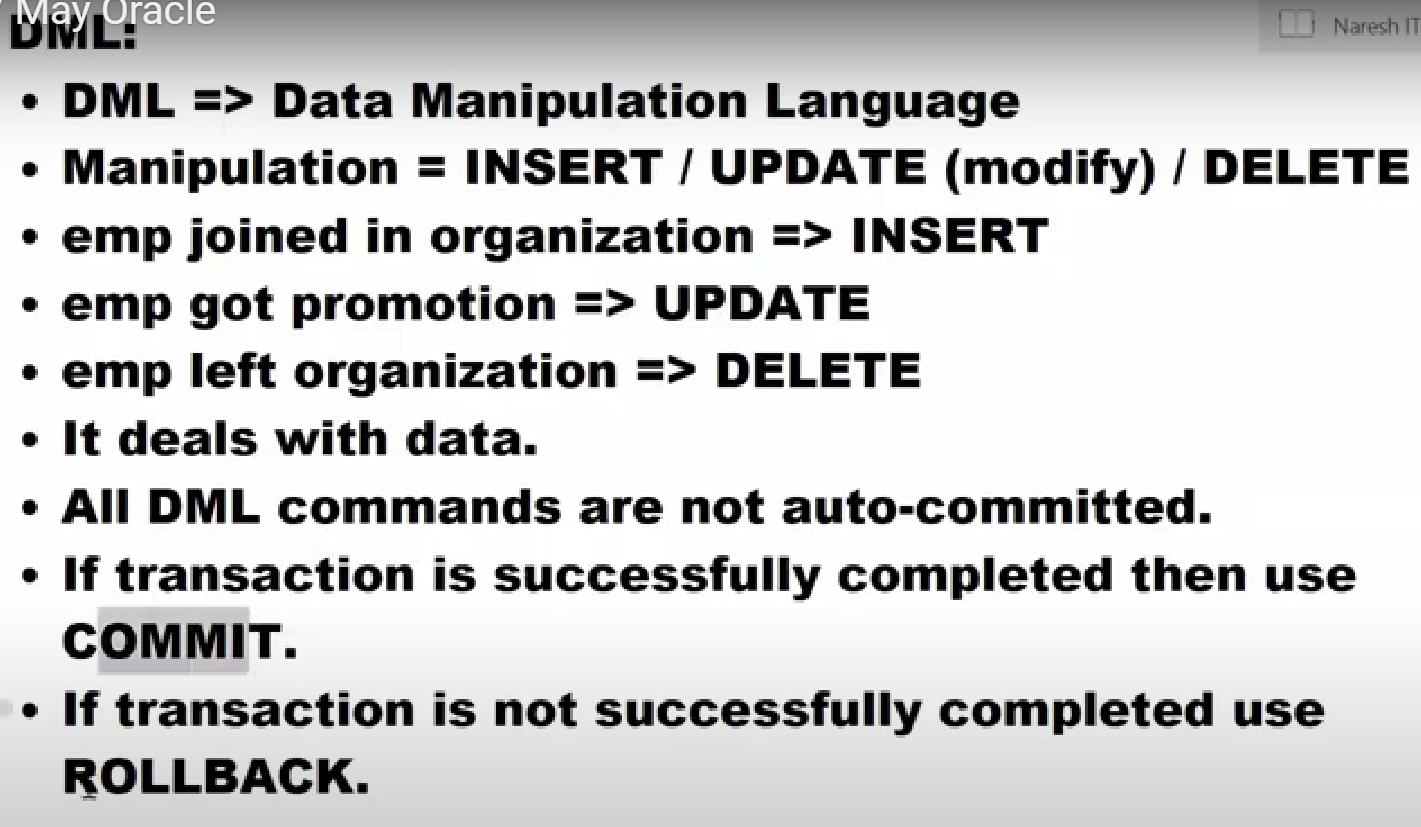 May Oracle
Naresh IT
DML:
• DML => Data Manipulation Language
• Manipulation = INSERT / UPDATE (modify) / DELETE
• emp joined in organization => INSERT
• emp got promotion => UPDATE
• emp left organization => DELETE
• It deals with data.
• All DML commands are not auto-committed.
• If transaction is successfully completed then use
COMMIT.
• If transaction is not successfully completed use
ROLLBACK.